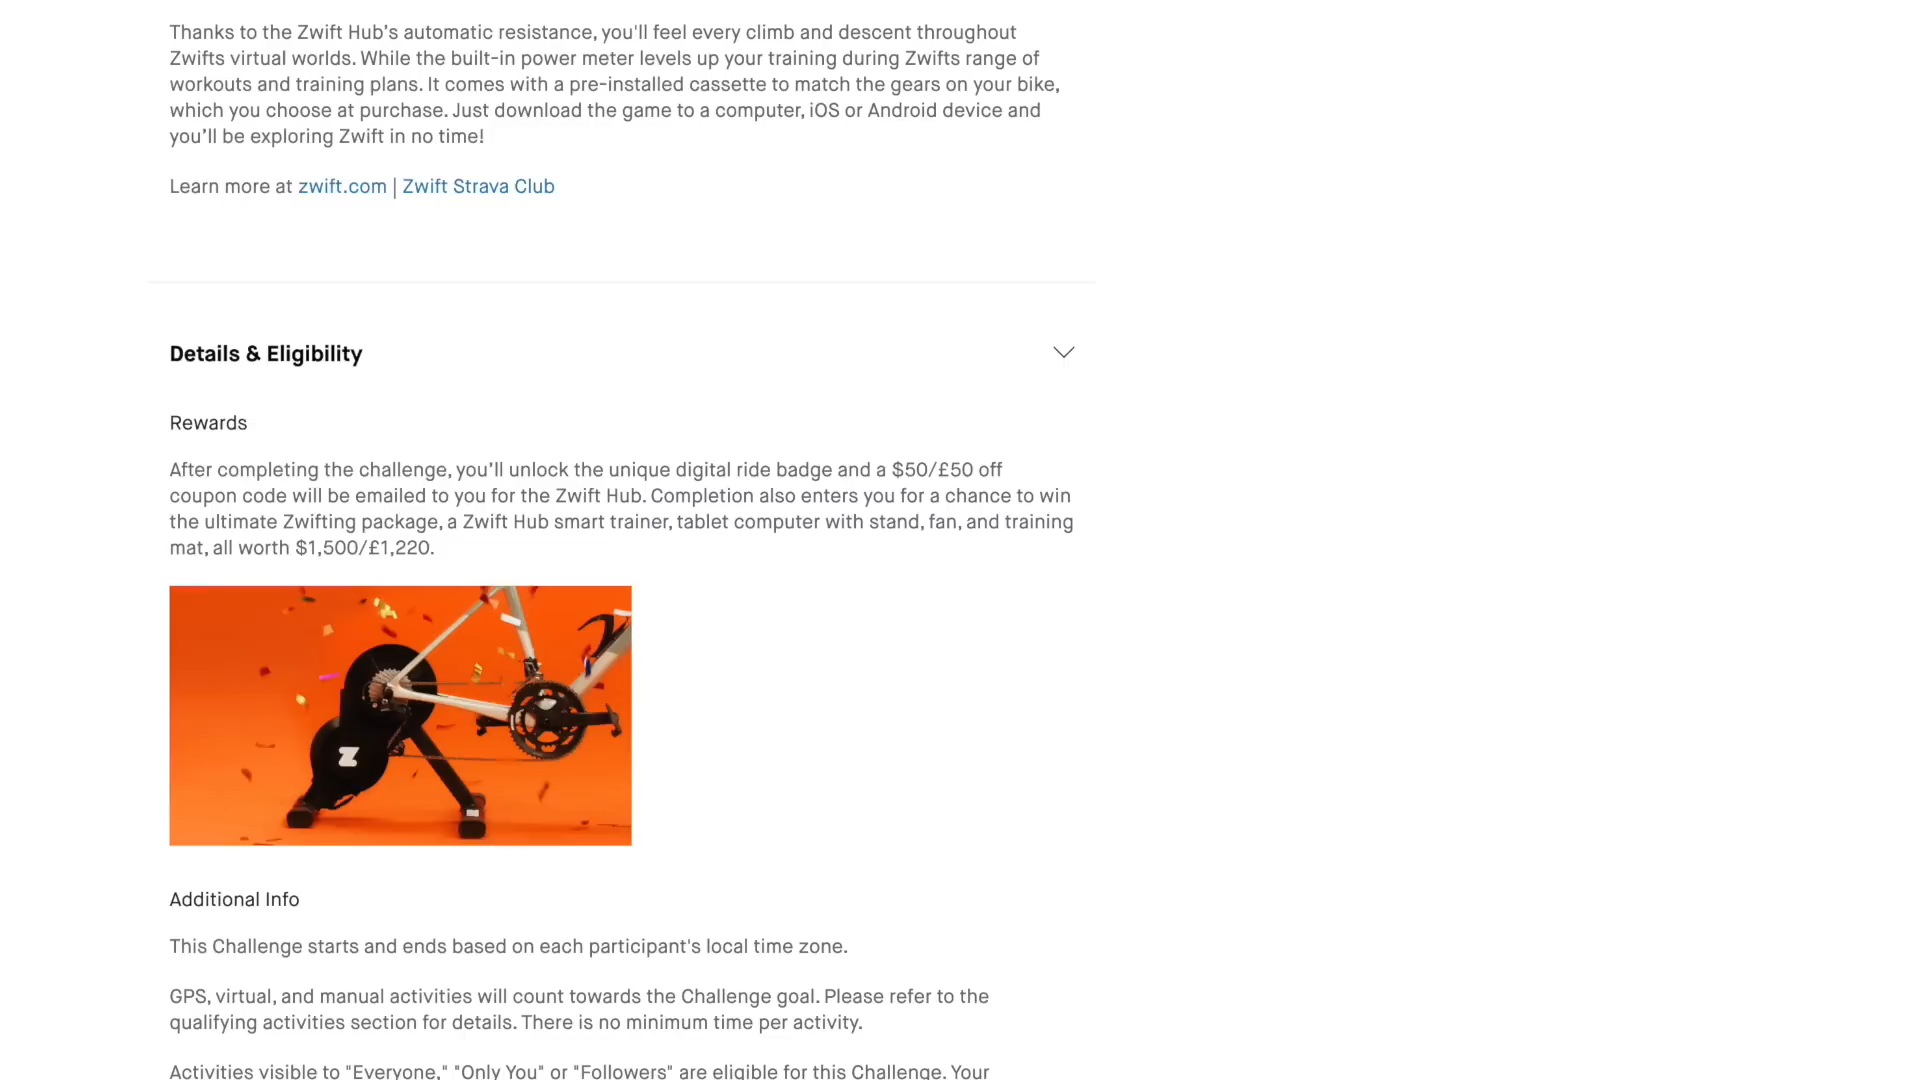 Thanks to the Zwift Hub’s automatic resistance, you'll feel every climb and descent throughout
Zwifts virtual worlds. While the built-in power meter levels up your training during Zwifts range of
workouts and training plans. It comes with a pre-installed cassette to match the gears on your bike,
which you choose at purchase. Just download the game to a computer, iOS or Android device and
you’ll be exploring Zwift in no time!
Learn more at zwift.com | Zwift Strava Club
Details & Eligibility
Rewards
After completing the challenge, you’ll unlock the unique digital ride badge and a $50/£50 off
coupon code will be emailed to you for the Zwift Hub. Completion also enters you for a chance to win
the ultimate Zwifting package, a Zwift Hub smart trainer, tablet computer with stand, fan, and training
mat, all worth $1,500/£1,220.
Z
Additional Info
This Challenge starts and ends based on each participant's local time zone.
GPS, virtual, and manual activities will count towards the Challenge goal. Please refer to the
qualifying activities section for details. There is no minimum time per activity.
Activities visible to "Everyone," "Only You" or "Followers" are eligible for this Challenge. Your